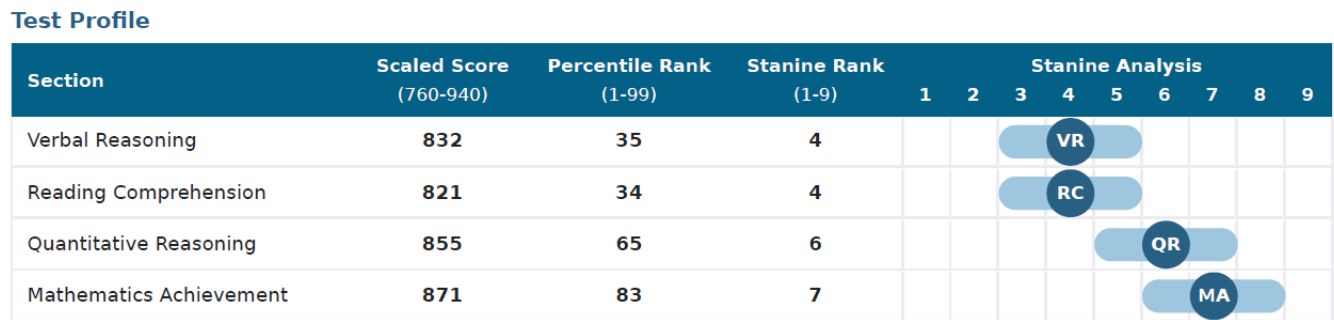 Test Profile
Section Scaled Score Percentile Rank Stanine Rank Stanine Analysis
(760-940) (1-99) (1-9) 1 2 3 4 5 6 7 8 9
Verbal Reasoning 832 35 4 VR
Reading Comprehension 821 34 4 RC
Quantitative Reasoning 855 65 6 QR
Mathematics Achievement 871 83 7 MA